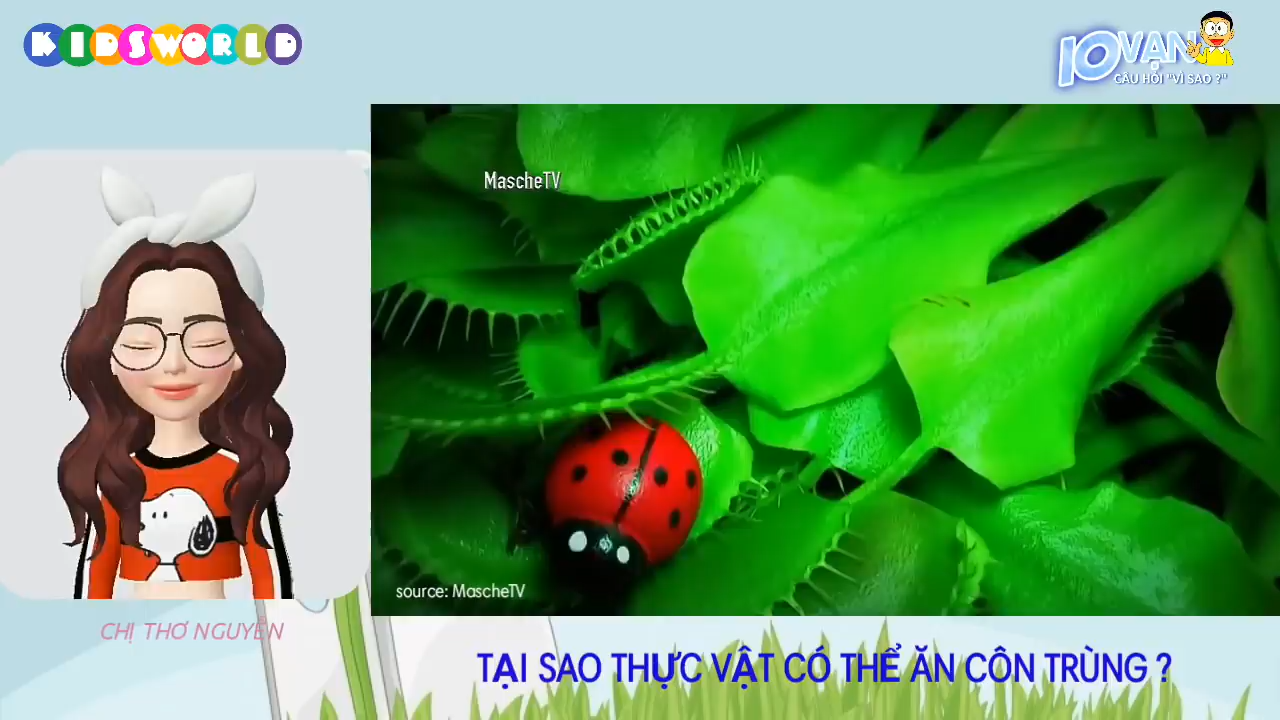 KIDSWORLD
10 VẠN
CÂU HỎI "VÌ SAO ?"
MascheTV
source: MascheTV
CHỊ THƠ NGUYỄN
TẠI SAO THỰC VẬT CÓ THỂ ĂN CÔN TRÙNG ?